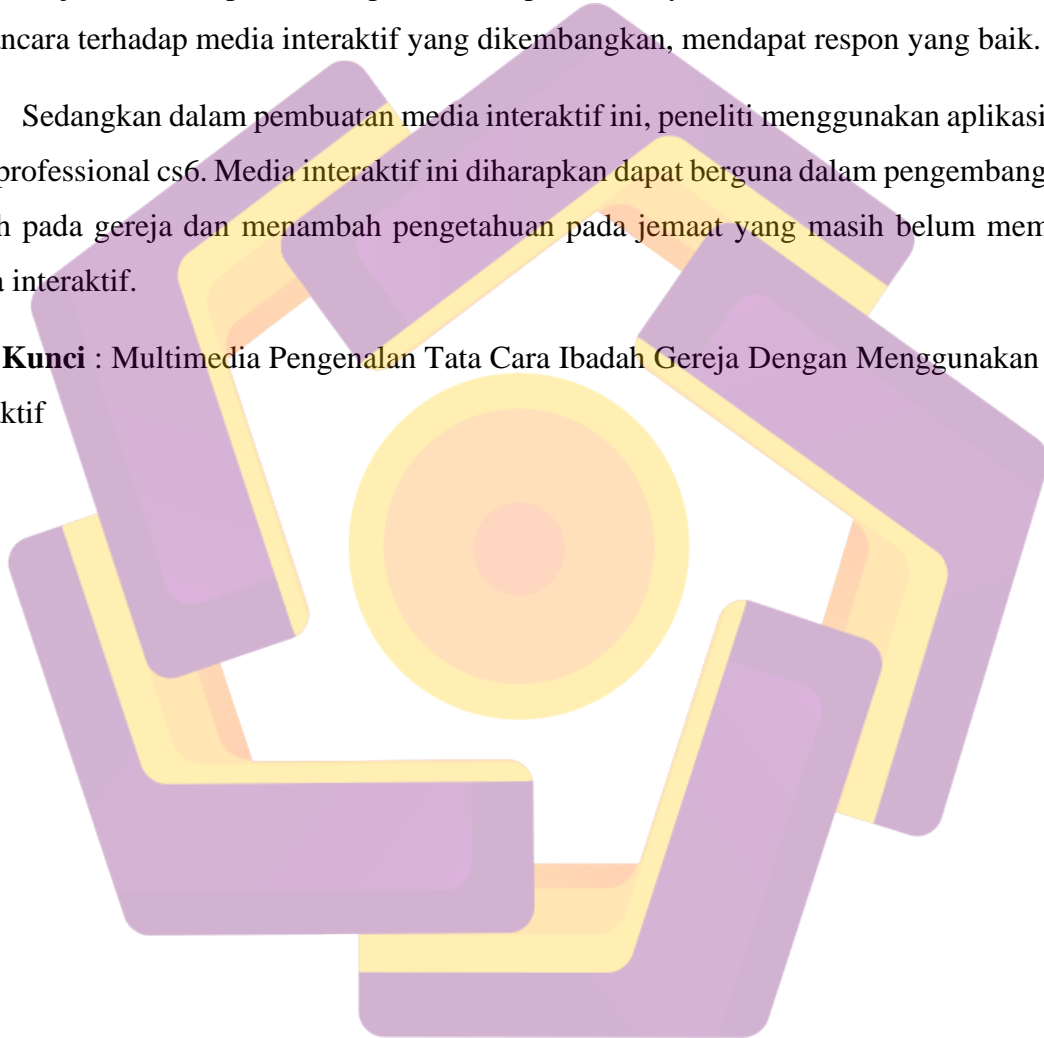 ncara terhadap media interaktif yang dikembangkan, mendapat respon yang baik.
Sedangkan dalam pembuatan media interaktif ini, peneliti menggunakan aplikasi
professional cs6. Media interaktif ini diharapkan dapat berguna dalam pengembang
h pada gereja dan menambah pengetahuan pada jemaat yang masih belum mem
a interaktif.
Kunci : Multimedia Pengenalan Tata Cara Ibadah Gereja Dengan Menggunakan
ktif